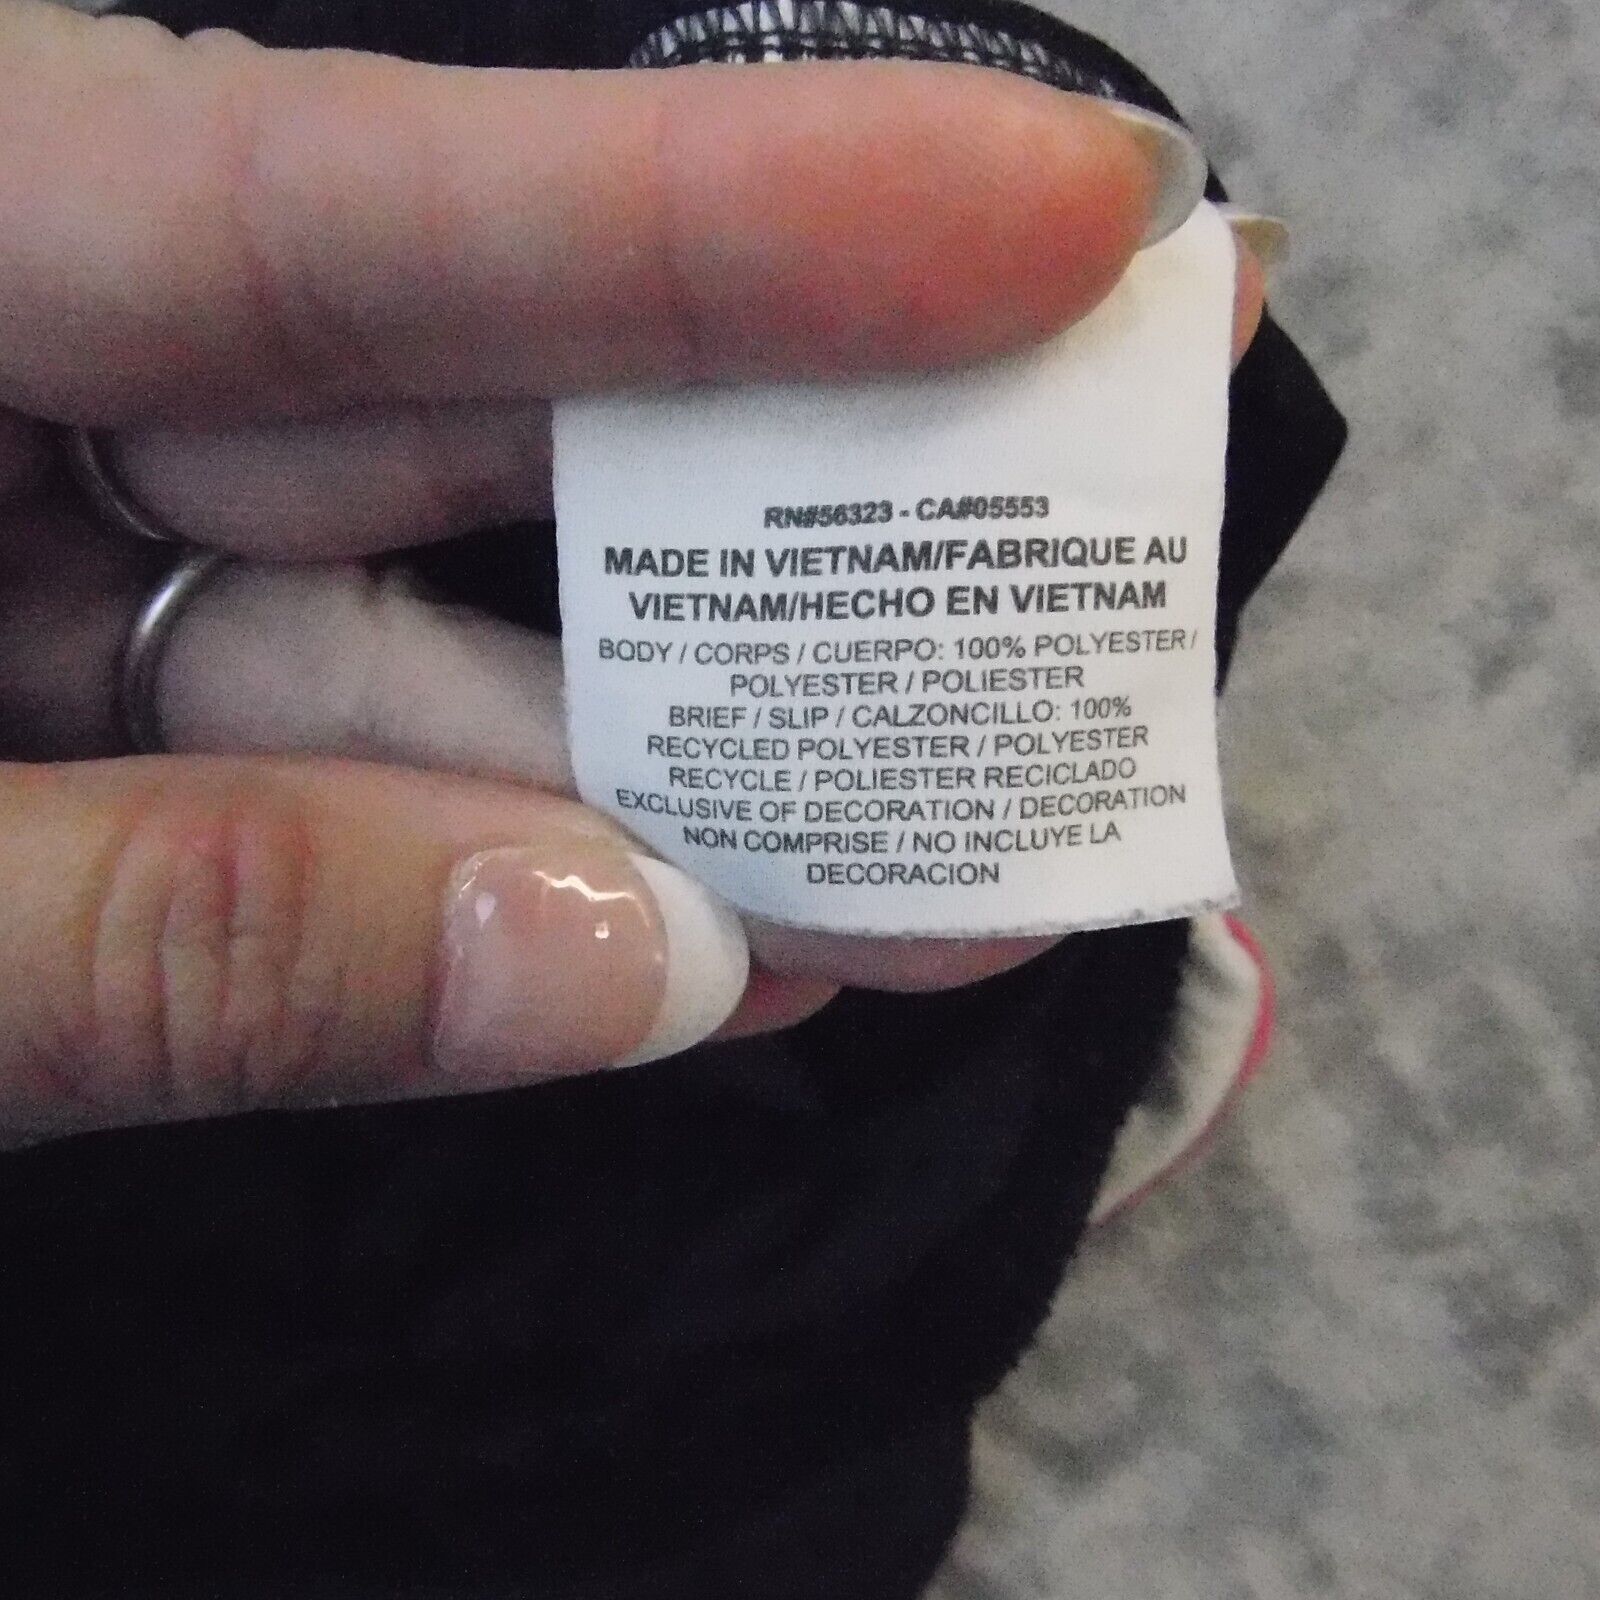 RN#56323 - CA#05553
MADE IN VIETNAM/FABRIQUE AU
VIETNAM/HECHO EN VIETNAM
BODY / CORPS / CUERPO: 100% POLYESTER /
POLYESTER / POLIESTER
BRIEF / SLIP / CALZONCILLO: 100%
RECYCLED POLYESTER / POLYESTER
RECYCLE / POLIESTER RECICLADO
EXCLUSIVE OF DECORATION / DECORATION
NON COMPRISE / NO INCLUYE LA
DECORACION